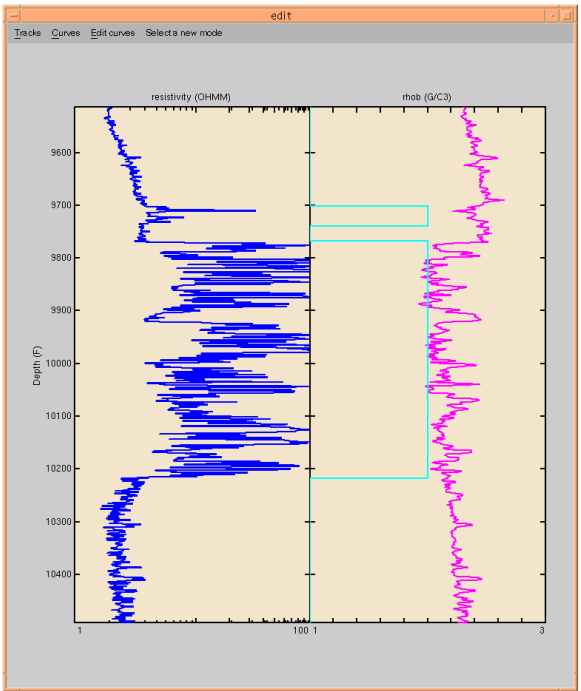 edit
Tracks Curves Edit curves Select a new mode
resistivity (OHMM) rhob (G/C3)
9600
9700
9800
9900
10000
Depth (F)
10100
10200
10300
10400
1 100 1 3